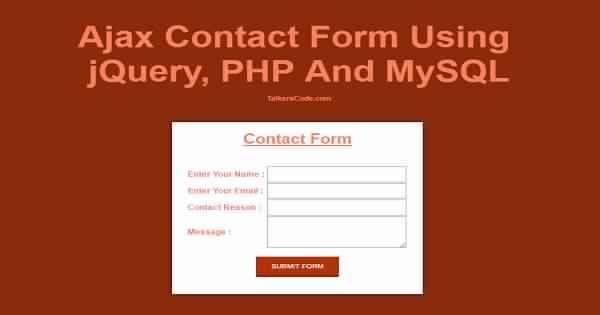 Ajax Contact Form Using
jQuery, PHP And MySQL
TalkersCode.com
Contact Form
Enter Your Name :
Enter Your Email :
Contact Reason :
Message :
SUBMIT FORM